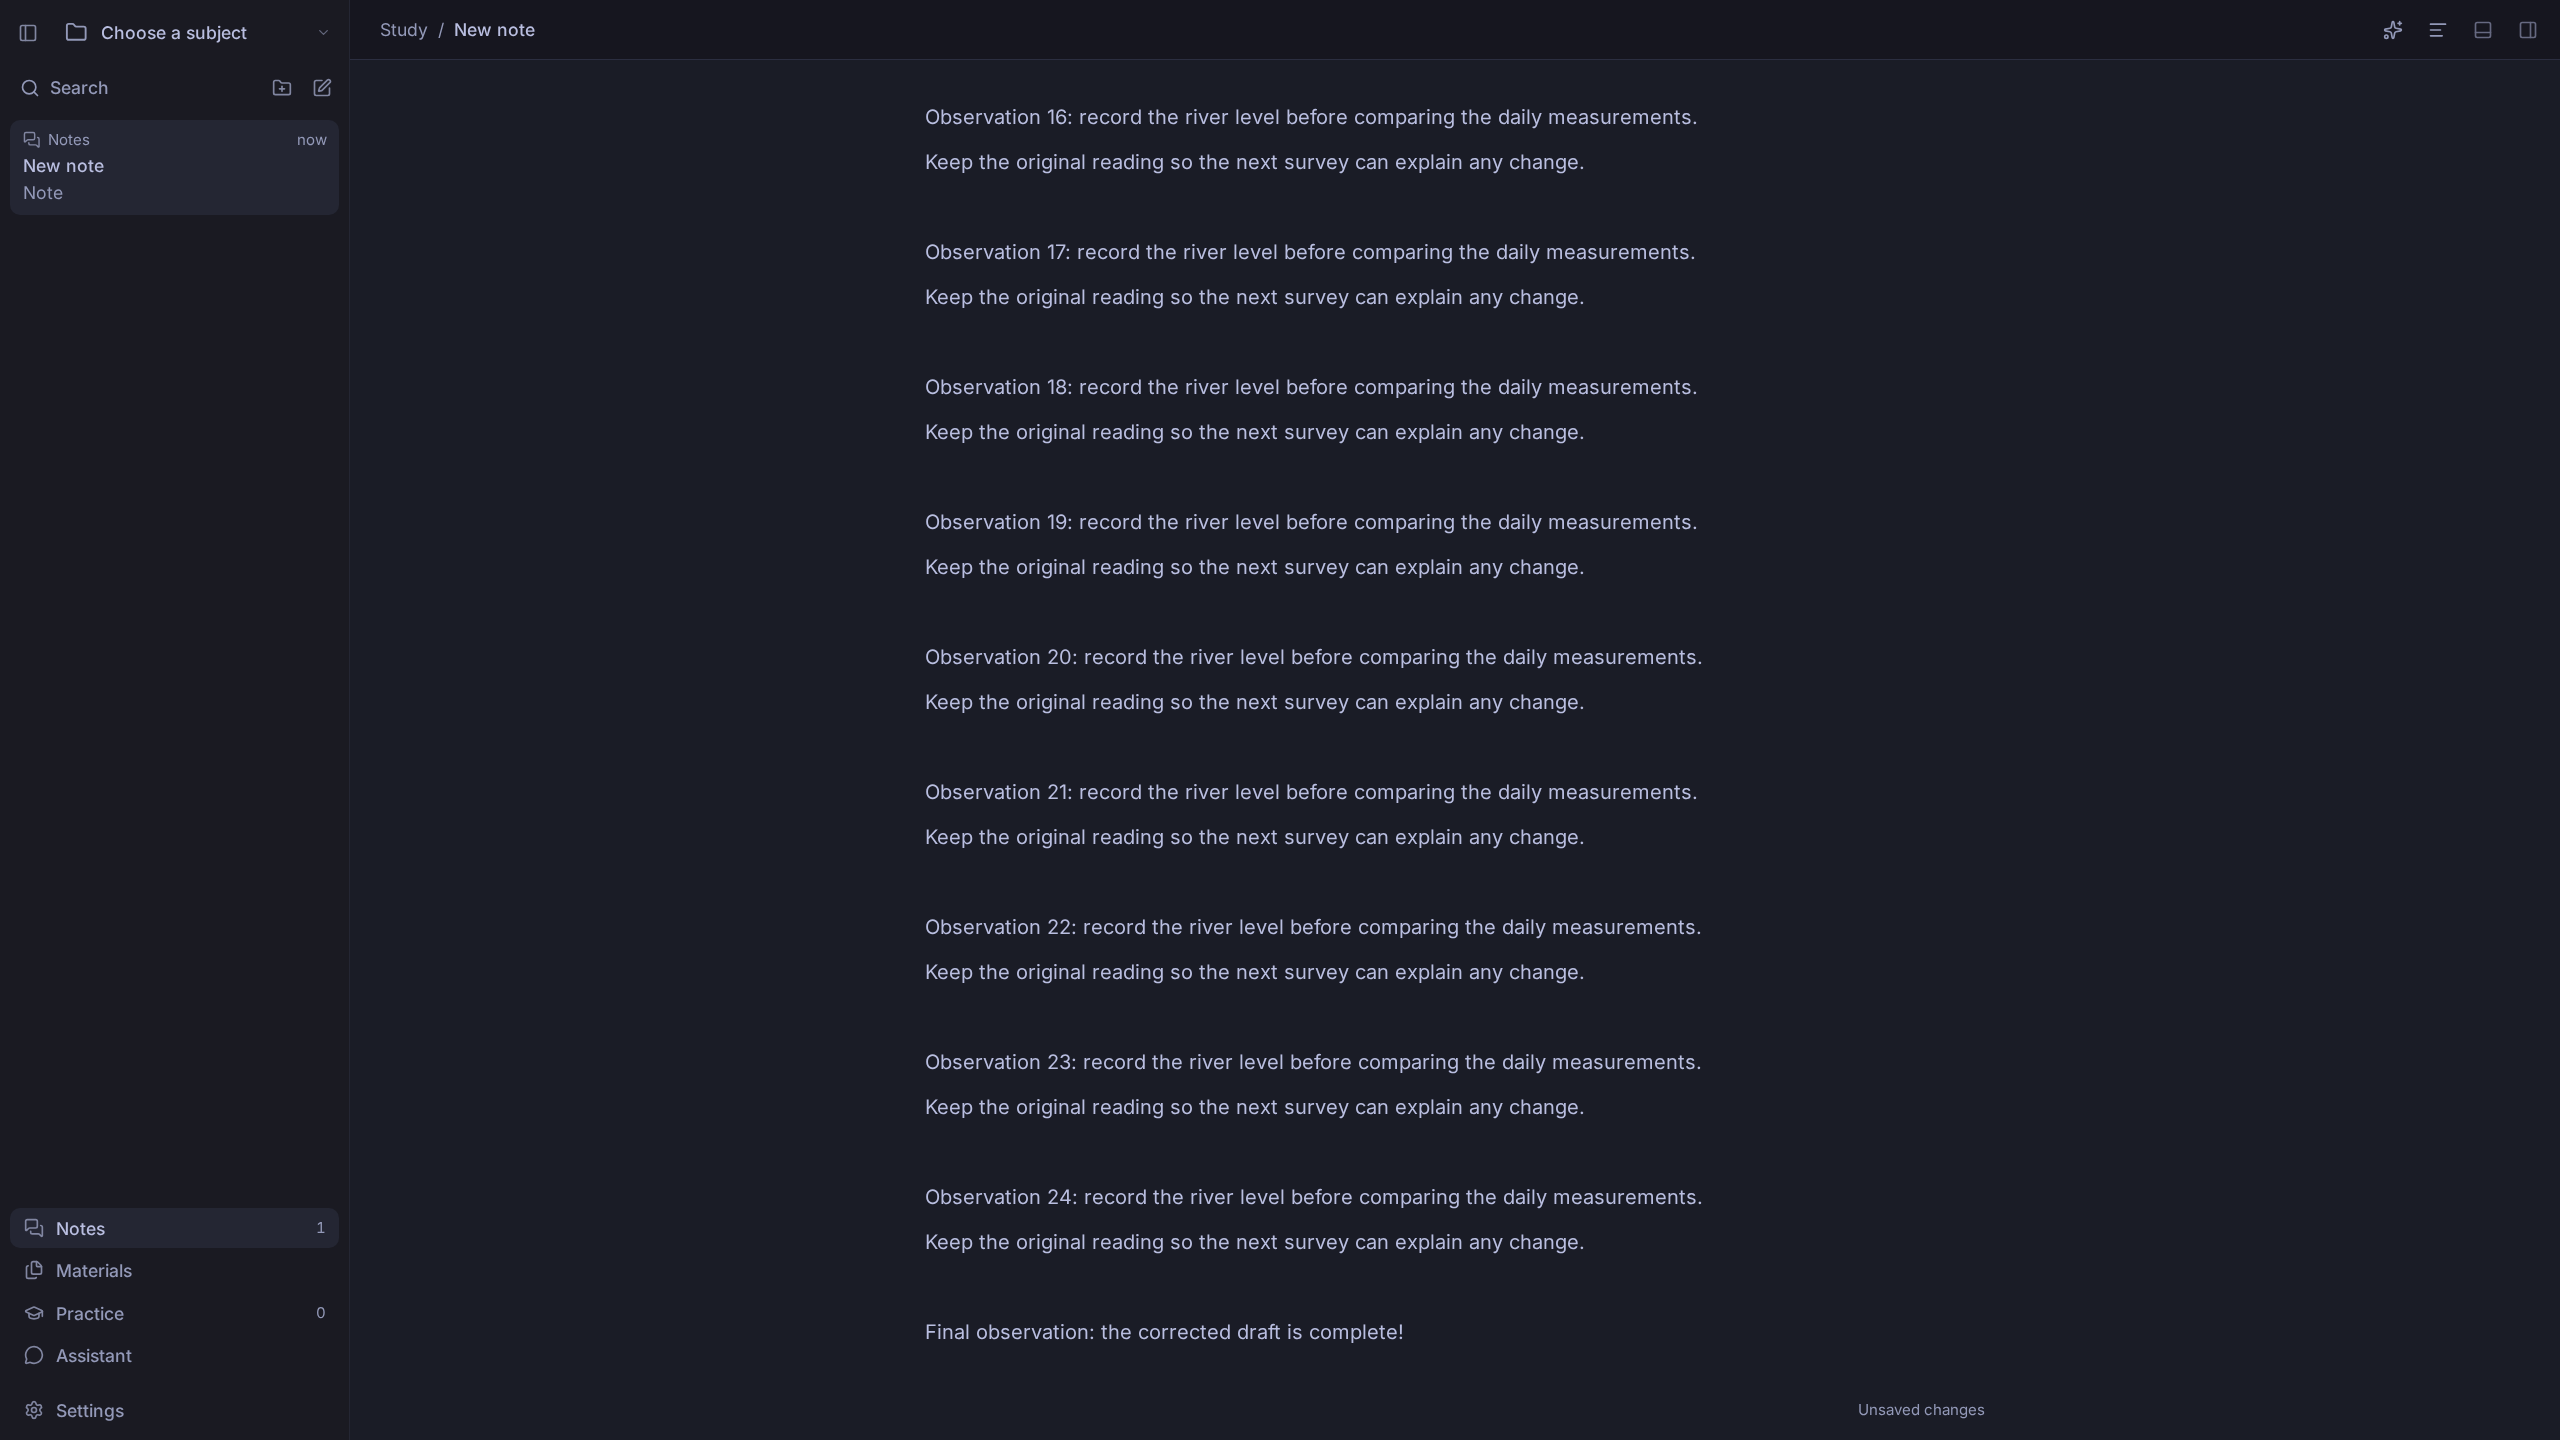 Choose a subject
Study / New note
Search
Notes now
New note
Note
Observation 16: record the river level before comparing the daily measurements.
Keep the original reading so the next survey can explain any change.
Observation 17: record the river level before comparing the daily measurements.
Keep the original reading so the next survey can explain any change.
Observation 18: record the river level before comparing the daily measurements.
Keep the original reading so the next survey can explain any change.
Observation 19: record the river level before comparing the daily measurements.
Keep the original reading so the next survey can explain any change.
Observation 20: record the river level before comparing the daily measurements.
Keep the original reading so the next survey can explain any change.
Observation 21: record the river level before comparing the daily measurements.
Keep the original reading so the next survey can explain any change.
Observation 22: record the river level before comparing the daily measurements.
Keep the original reading so the next survey can explain any change.
Observation 23: record the river level before comparing the daily measurements.
Keep the original reading so the next survey can explain any change.
Observation 24: record the river level before comparing the daily measurements.
Keep the original reading so the next survey can explain any change.
Final observation: the corrected draft is complete!
Notes 1
Materials
Practice 0
Assistant
Settings
Unsaved changes